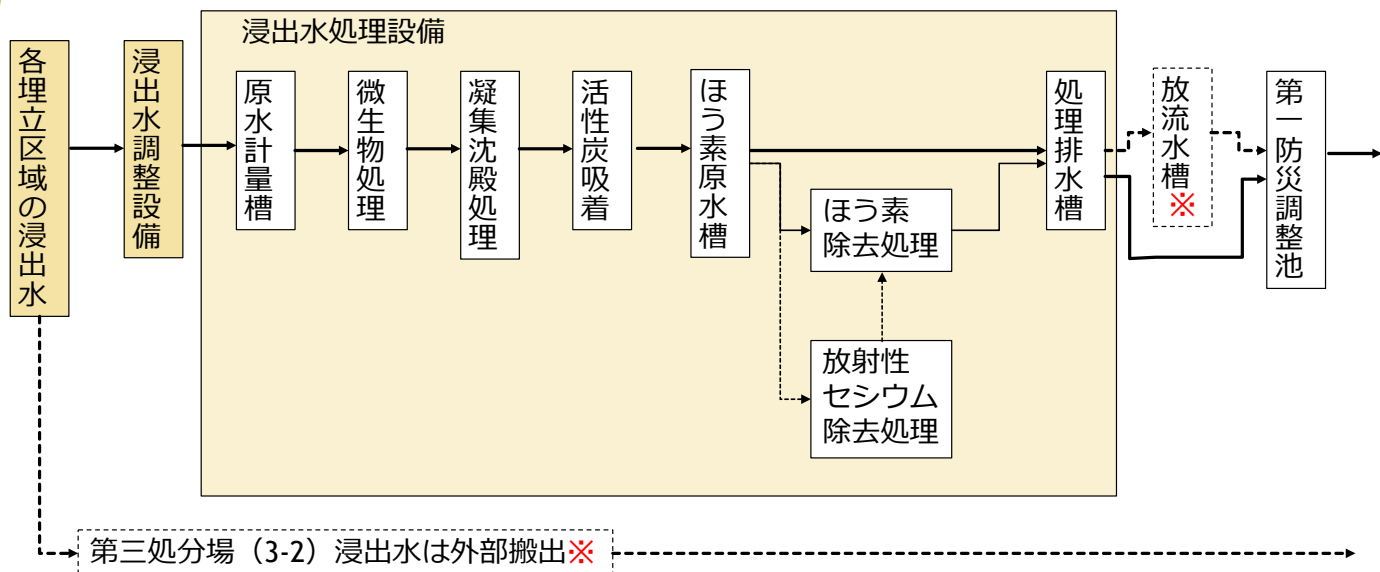 浸出水処理設備
各埋立区域の浸出水
浸出水調整設備
原水計量槽
微生物処理
凝集沈殿処理
活性炭吸着
ほう素原水槽
ほう素
除去処理
放射性
セシウム
除去処理
処理排水槽
放流水槽※
第一防災調整池
第三処分場（3-2）浸出水は外部搬出※